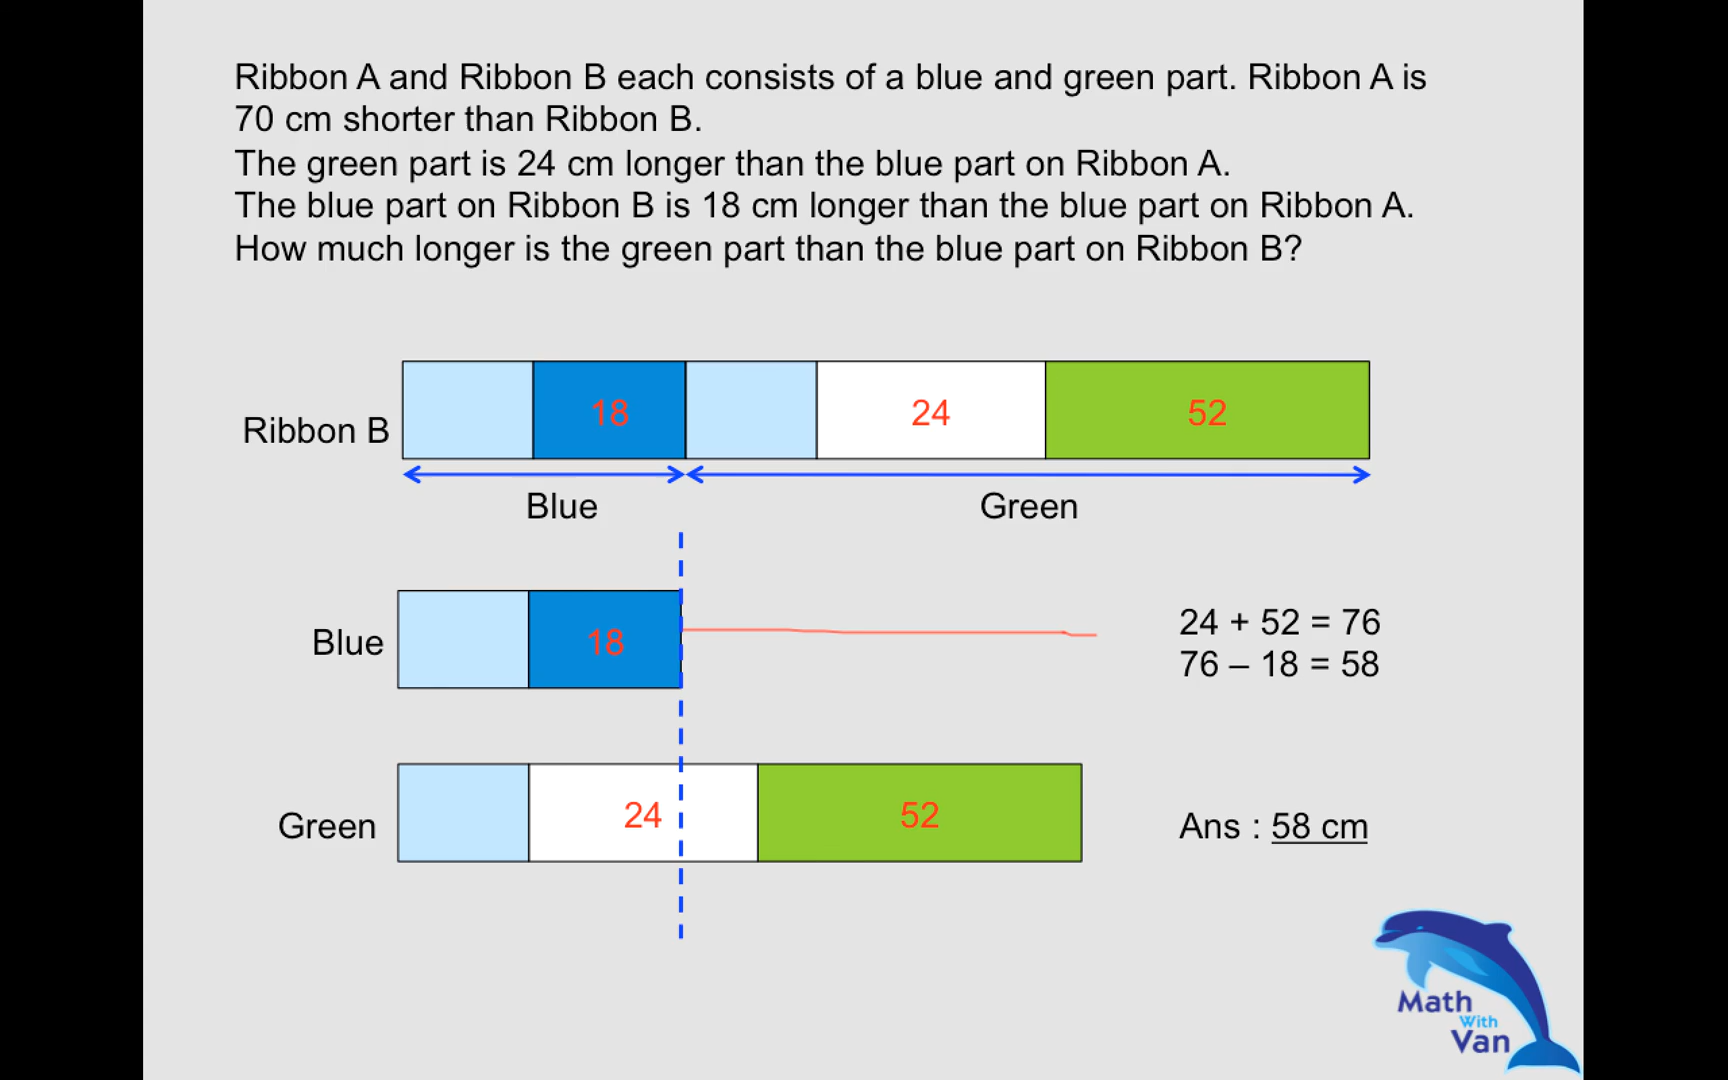 Ribbon A and Ribbon B each consists of a blue and green part. Ribbon A is
70 cm shorter than Ribbon B.
The green part is 24 cm longer than the blue part on Ribbon A.
The blue part on Ribbon B is 18 cm longer than the blue part on Ribbon A.
How much longer is the green part than the blue part on Ribbon B?
Ribbon B 18 24 52
Blue Green
Blue 18
24 + 52 = 76
76 – 18 = 58
Green 24 52
Ans : 58 cm
Math
With
Van